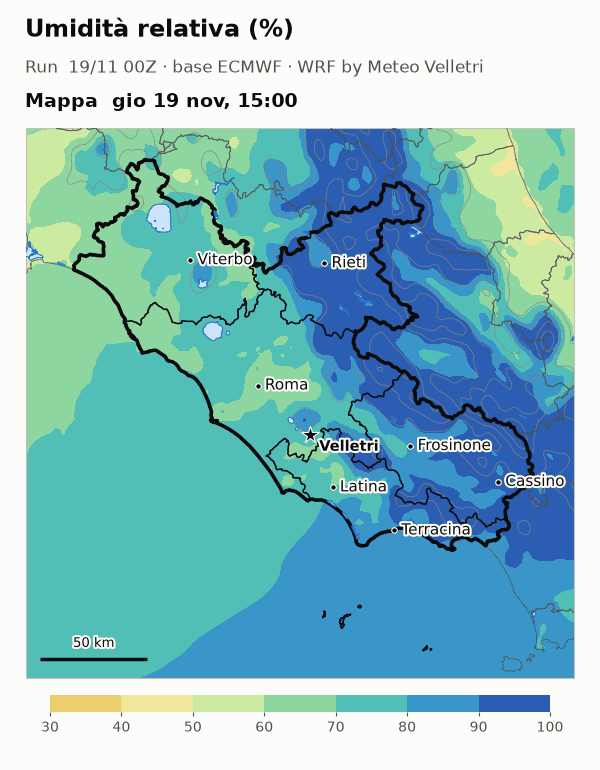 Umidità relativa (%)
Run  19/11 00Z · base ECMWF · WRF by Meteo Velletri
Mappa  gio 19 nov, 15:00
Viterbo
Rieti
Roma
Velletri
Frosinone
Cassino
Latina
Terracina
50 km
30 40 50 60 70 80 90 100